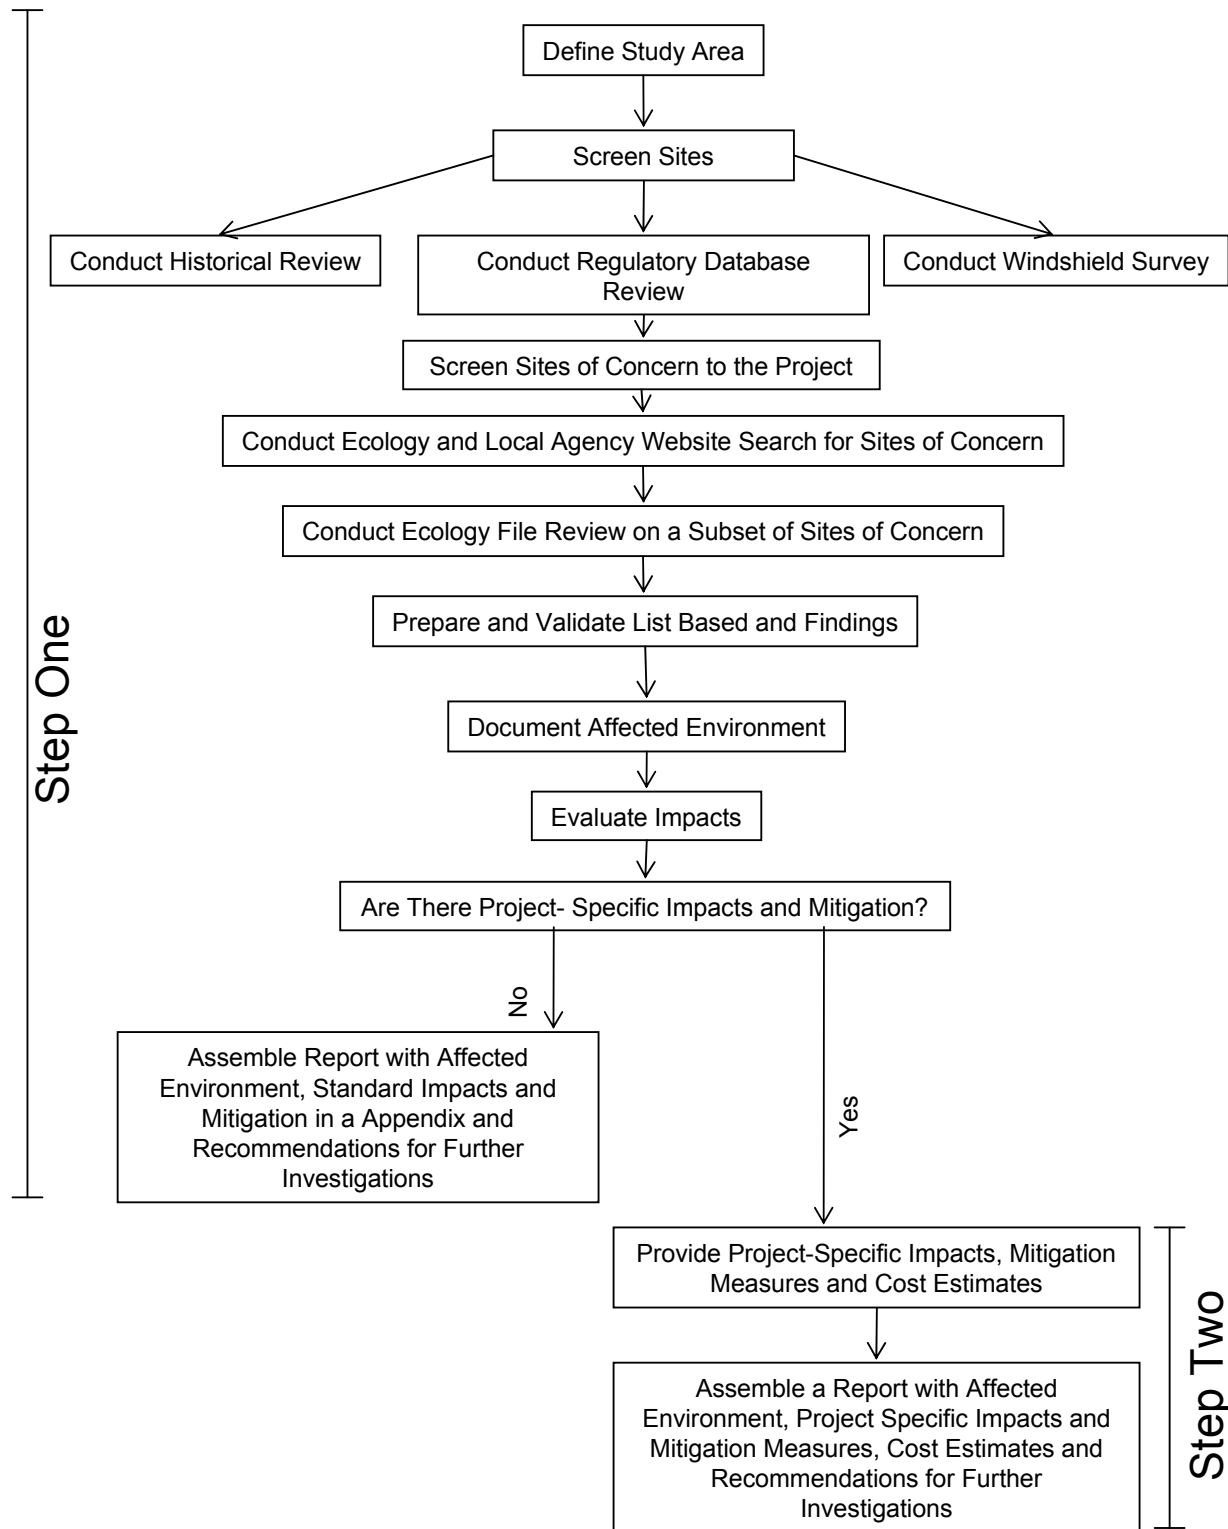 Define Study Area
Screen Sites
Conduct Historical Review
Conduct Regulatory Database
Review
Conduct Windshield Survey
Screen Sites of Concern to the Project
Conduct Ecology and Local Agency Website Search for Sites of Concern
Conduct Ecology File Review on a Subset of Sites of Concern
Prepare and Validate List Based and Findings
Document Affected Environment
Evaluate Impacts
Are There Project- Specific Impacts and Mitigation?
No
Yes
Assemble Report with Affected
Environment, Standard Impacts and
Mitigation in a Appendix and
Recommendations for Further
Investigations
Step One
Provide Project-Specific Impacts, Mitigation
Measures and Cost Estimates
Assemble a Report with Affected
Environment, Project Specific Impacts and
Mitigation Measures, Cost Estimates and
Recommendations for Further
Investigations
Step Two